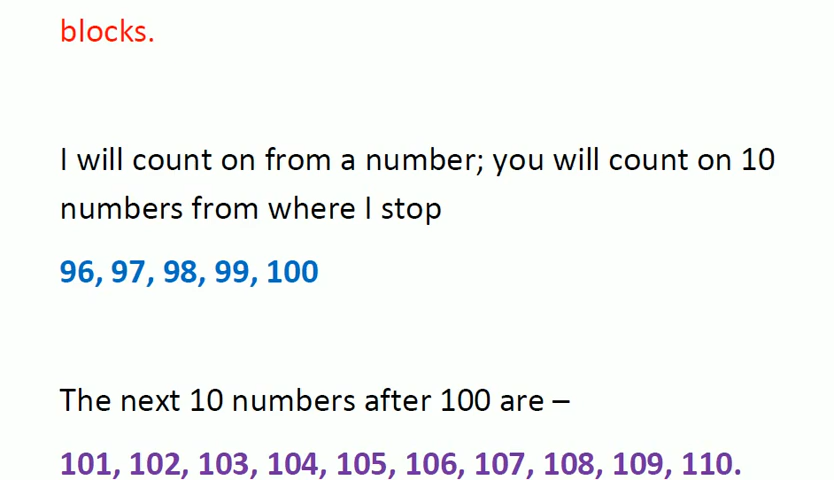 blocks.
I will count on from a number; you will count on 10
numbers from where I stop
96, 97, 98, 99, 100
The next 10 numbers after 100 are –
101, 102, 103, 104, 105, 106, 107, 108, 109, 110.